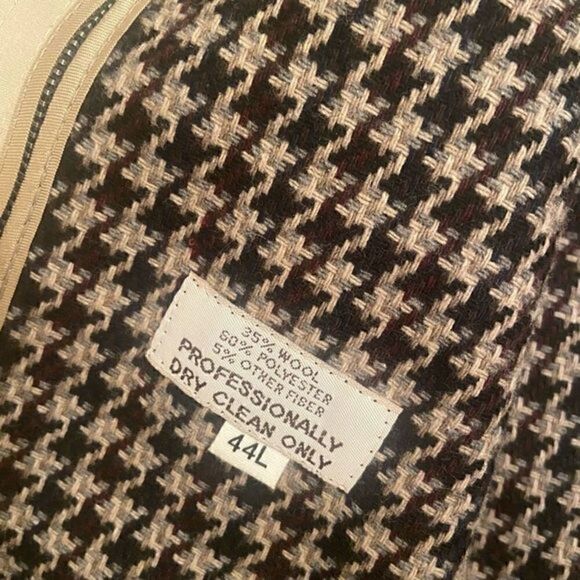 35% WOOL
60% POLYESTER
5% OTHER FIBER
PROFESSIONALLY
DRY CLEAN ONLY
44L